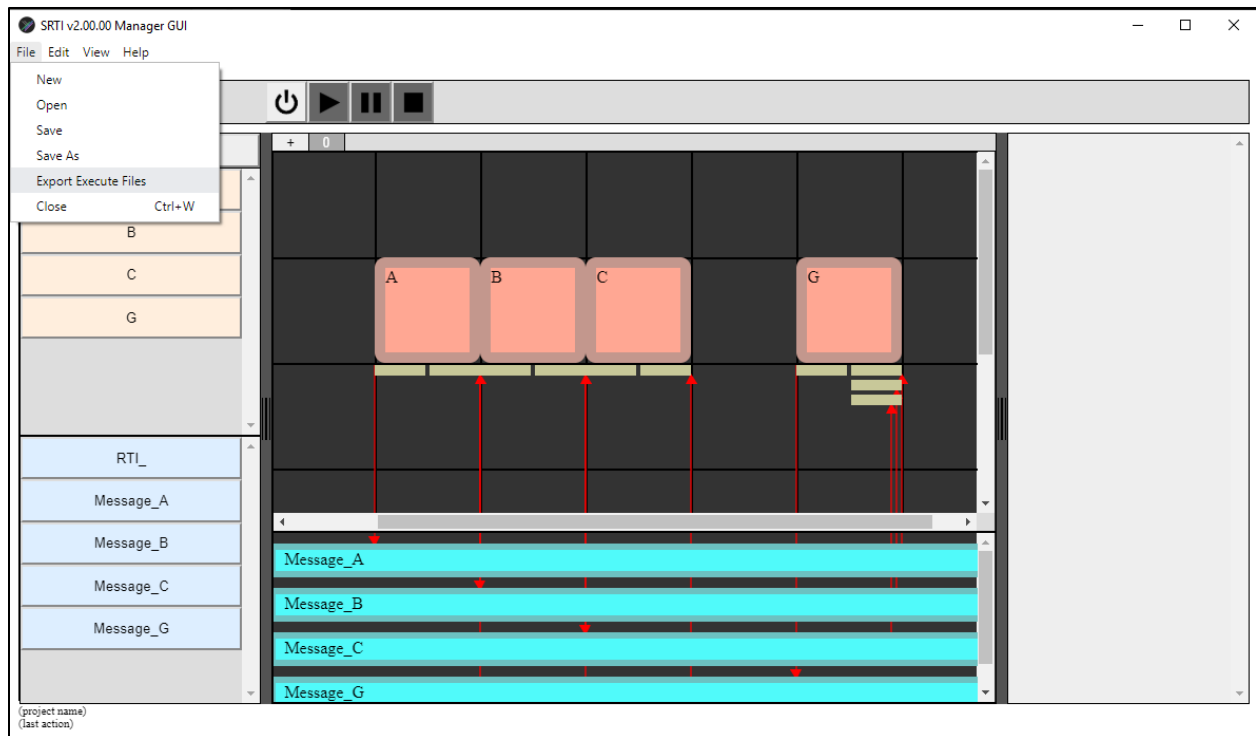 SRTI v2.00.00 Manager GUI
File Edit View Help
New
Open
Save
Save As
Export Execute Files
Close Ctrl+W
+ 0
B
C
G
A B C G
RTI_
Message_A
Message_B
Message_C
Message_G
Message_A
Message_B
Message_C
Message_G
(project name)
(last action)